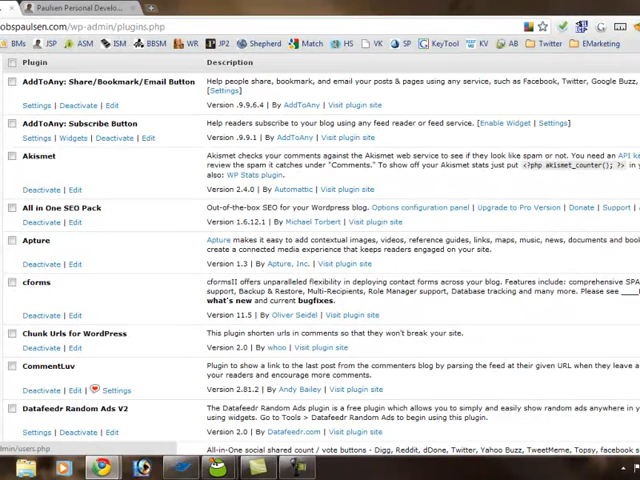 Paulsen Personal Develo...
obspaulsen.com/wp-admin/plugins.php
BMs ASM ISM BBSM WR JP2 Shepherd Match HS VK SP KeyTool KV AJ Twitter EMarketing
Plugin Description
AddToAny: Share/Bookmark/Email Button Help people share, bookmark, and email your posts & pages using any service, such as Facebook, Twitter, Google Buzz,
[Settings]
Settings | Deactivate | Edit Version .9.9.6.4 | By AddToAny | Visit plugin site
AddToAny: Subscribe Button Help readers subscribe to your blog using any feed reader or feed service. [Enable Widget | Settings]
Settings | Widgets | Deactivate | Edit Version .9.9.1 | By AddToAny | Visit plugin site
Akismet Akismet checks your comments against the Akismet web service to see if they look like spam or not. You need an API ke
review the spam it catches under "Comments." To show off your Akismet stats just put <?php akismet_counter(); ?> in y
also: WP Stats plugin.
Deactivate | Edit Version 2.4.0 | By Automattic | Visit plugin site
All in One SEO Pack Out-of-the-box SEO for your Wordpress blog. Options configuration panel | Upgrade to Pro Version | Donate | Support |
Deactivate | Edit Version 1.6.12.1 | By Michael Torbert | Visit plugin site
Apture Apture makes it easy to add contextual images, videos, reference guides, links, maps, music, news, documents and boo
create a connected media experience that keeps readers engaged on your site.
Deactivate | Edit Version 1.3 | By Apture, Inc. | Visit plugin site
cforms cformsII offers unparalleled flexibility in deploying contact forms across your blog. Features include: comprehensive SPA
support, Backup & Restore, Multi-Recipients, Role Manager support, Database tracking and many more. Please see ____
what's new and current bugfixes.
Deactivate | Edit Version 11.5 | By Oliver Seidel | Visit plugin site
Chunk Urls for WordPress This plugin shorten urls in comments so that they won't break your site.
Deactivate | Edit Version 2.0 | By whoo | Visit plugin site
CommentLuv Plugin to show a link to the last post from the commenters blog by parsing the feed at their given URL when they leave a
your readers and encourage more comments.
Deactivate | Edit | Settings Version 2.81.2 | By Andy Bailey | Visit plugin site
Datafeedr Random Ads V2 The Datafeedr Random Ads plugin is a free plugin which allows you to simply and easily show random ads anywhere in y
using widgets. Go to Tools > Datafeedr to begin using this plugin.
Settings | Deactivate | Edit Version 2.0 | By Datafeedr.com | Visit plugin site
dmin/users.php All-in-One social shared count / vote buttons - Digg, Reddit, dDone, Twitter, Yahoo Buzz, TweetMeme, Topsy, facebook s